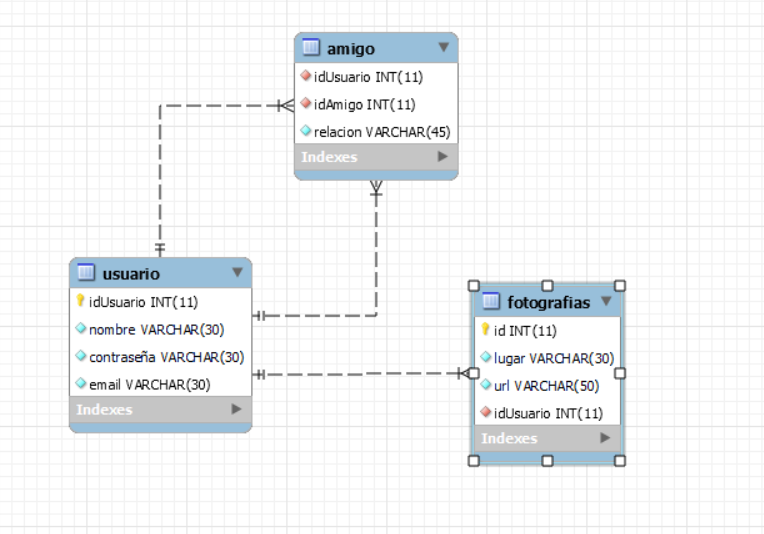 amigo
idUsuario INT(11)
idAmigo INT(11)
relacion VARCHAR(45)
Indexes
usuario
idUsuario INT(11)
nombre VARCHAR(30)
contraseña VARCHAR(30)
email VARCHAR(30)
Indexes
fotografias
id INT(11)
lugar VARCHAR(30)
url VARCHAR(50)
idUsuario INT(11)
Indexes